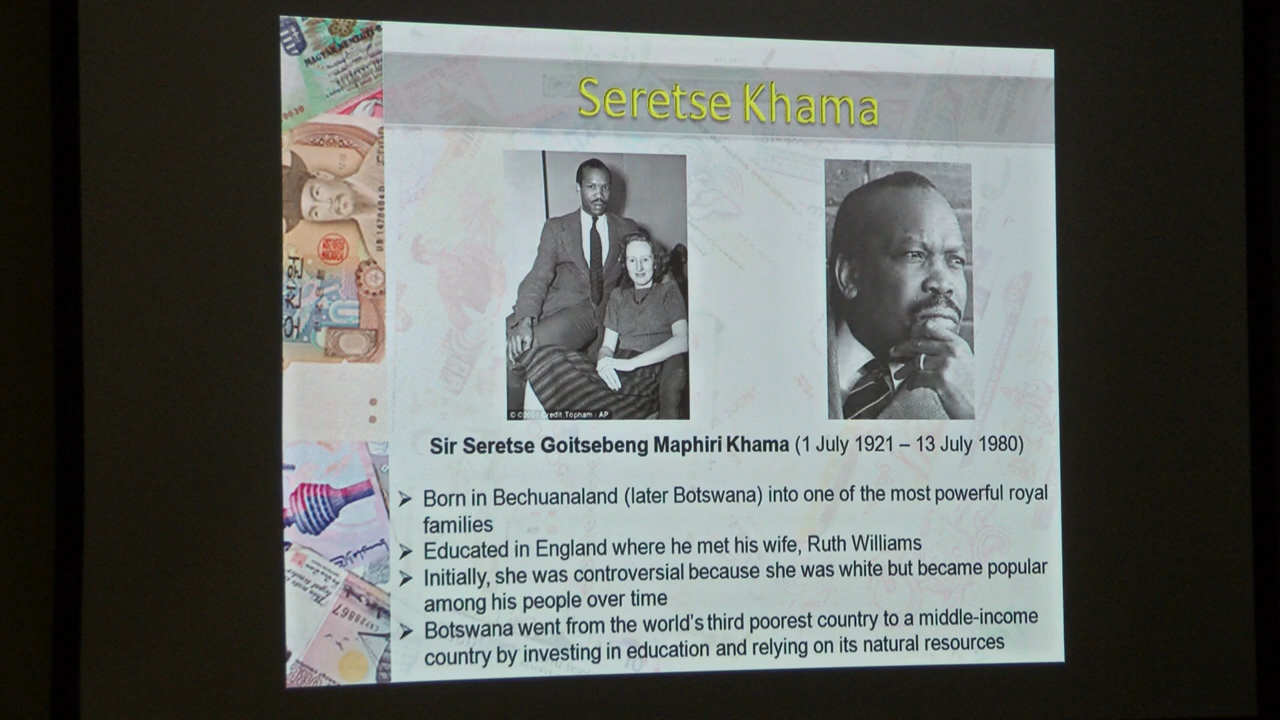 Seretse Khama
© ©2001 Credit:Topham / AP
Sir Seretse Goitsebeng Maphiri Khama (1 July 1921 – 13 July 1980)
➢ Born in Bechuanaland (later Botswana) into one of the most powerful royal
families
➢ Educated in England where he met his wife, Ruth Williams
➢ Initially, she was controversial because she was white but became popular
among his people over time
➢ Botswana went from the world's third poorest country to a middle-income
country by investing in education and relying on its natural resources